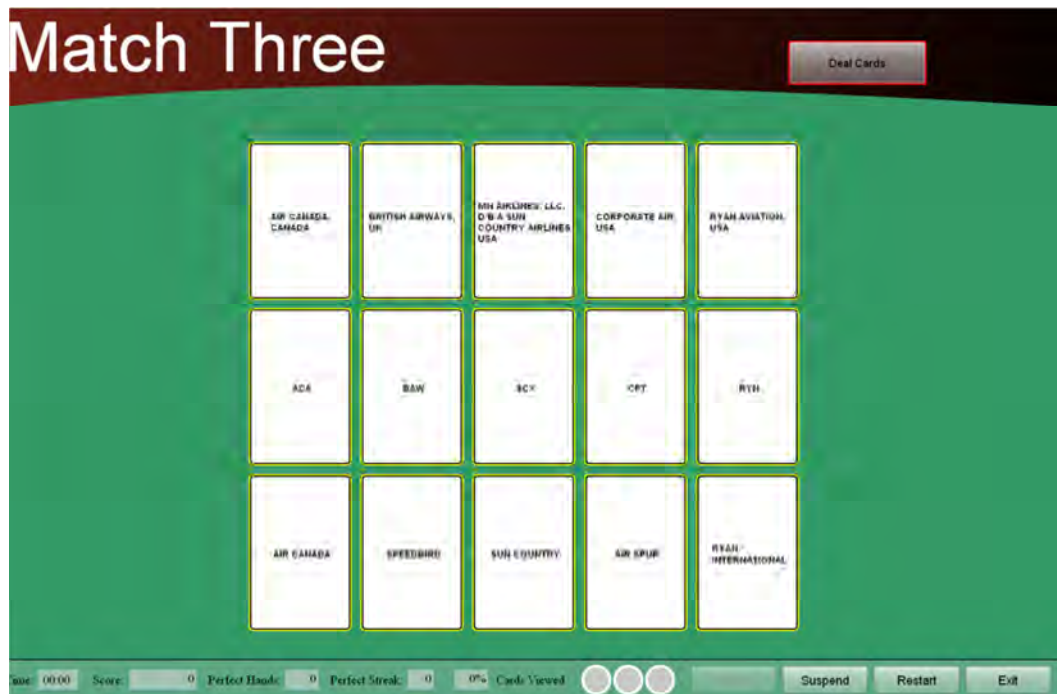 Match Three
Deal Cards
AIR CANADA,
CANADA
BRITISH AIRWAYS,
UK
MN AIRLINES, LLC,
D/B/A SUN
COUNTRY AIRLINES
USA
CORPORATE AIR,
USA
RYAN AVIATION,
USA
ACA
BAW
SCX
CPT
RYN
AIR CANADA
SPEEDBIRD
SUN COUNTRY
AIR SPUR
RYAN
INTERNATIONAL
Time: 00:00 Score: 0 Perfect Hands: 0 Perfect Streak: 0 0% Cards Viewed Suspend Restart Exit